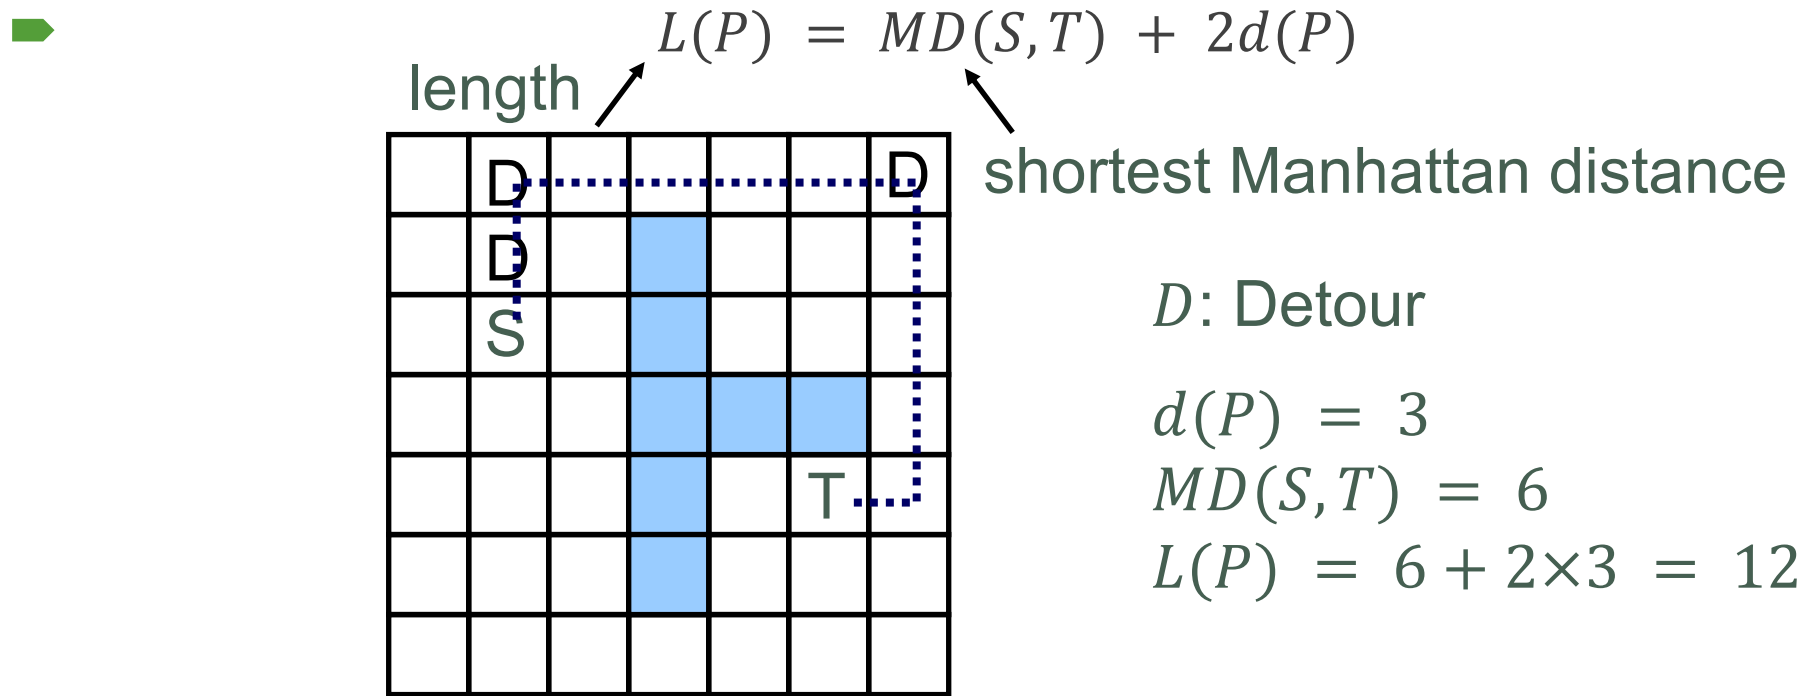 L(P) = MD(S,T) + 2d(P)
length
D D
shortest Manhattan distance
D
S
D: Detour
d(P) = 3
T
MD(S,T) = 6
L(P) = 6 + 2×3 = 12